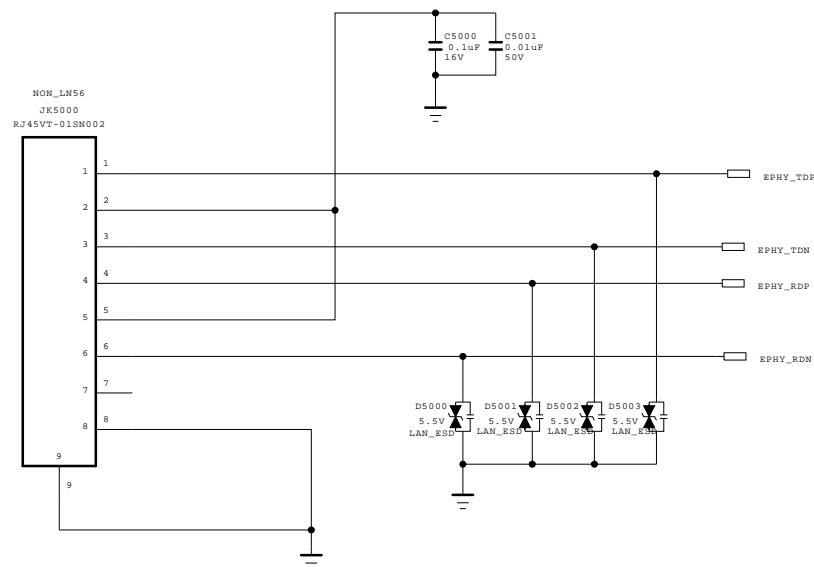 C5000
0.1uF
16V
C5001
0.01uF
50V
NON_LN56
JK5000
RJ45VT-01SN002
1
1
EPHY_TDP
2
2
3
3
EPHY_TDN
4
4
EPHY_RDP
5
5
6
6
EPHY_RDN
7
7
D5000
5.5V
LAN_ESD
D5001
5.5V
LAN_ESD
D5002
5.5V
LAN_ESD
D5003
5.5V
LAN_ESD
8
8
9
9